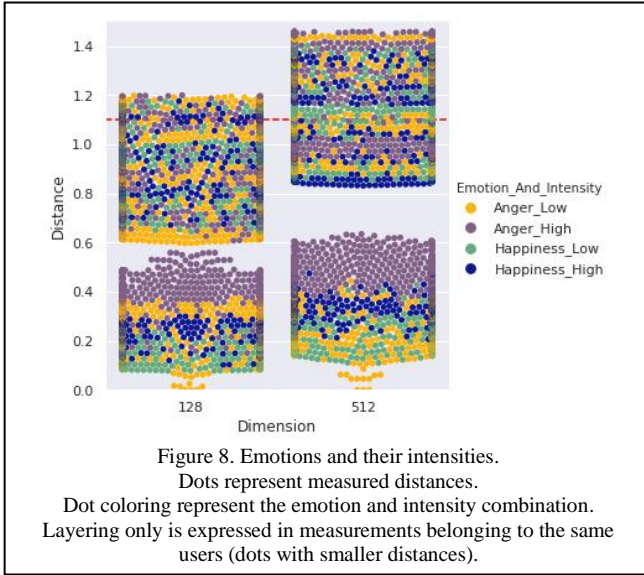 1.4
1.2
1.0
0.8
0.6
0.4
0.2
0.0
Distance
128
512
Dimension
Emotion_And_Intensity
Anger_Low
Anger_High
Happiness_Low
Happiness_High
Figure 8. Emotions and their intensities.
Dots represent measured distances.
Dot coloring represent the emotion and intensity combination.
Layering only is expressed in measurements belonging to the same
users (dots with smaller distances).